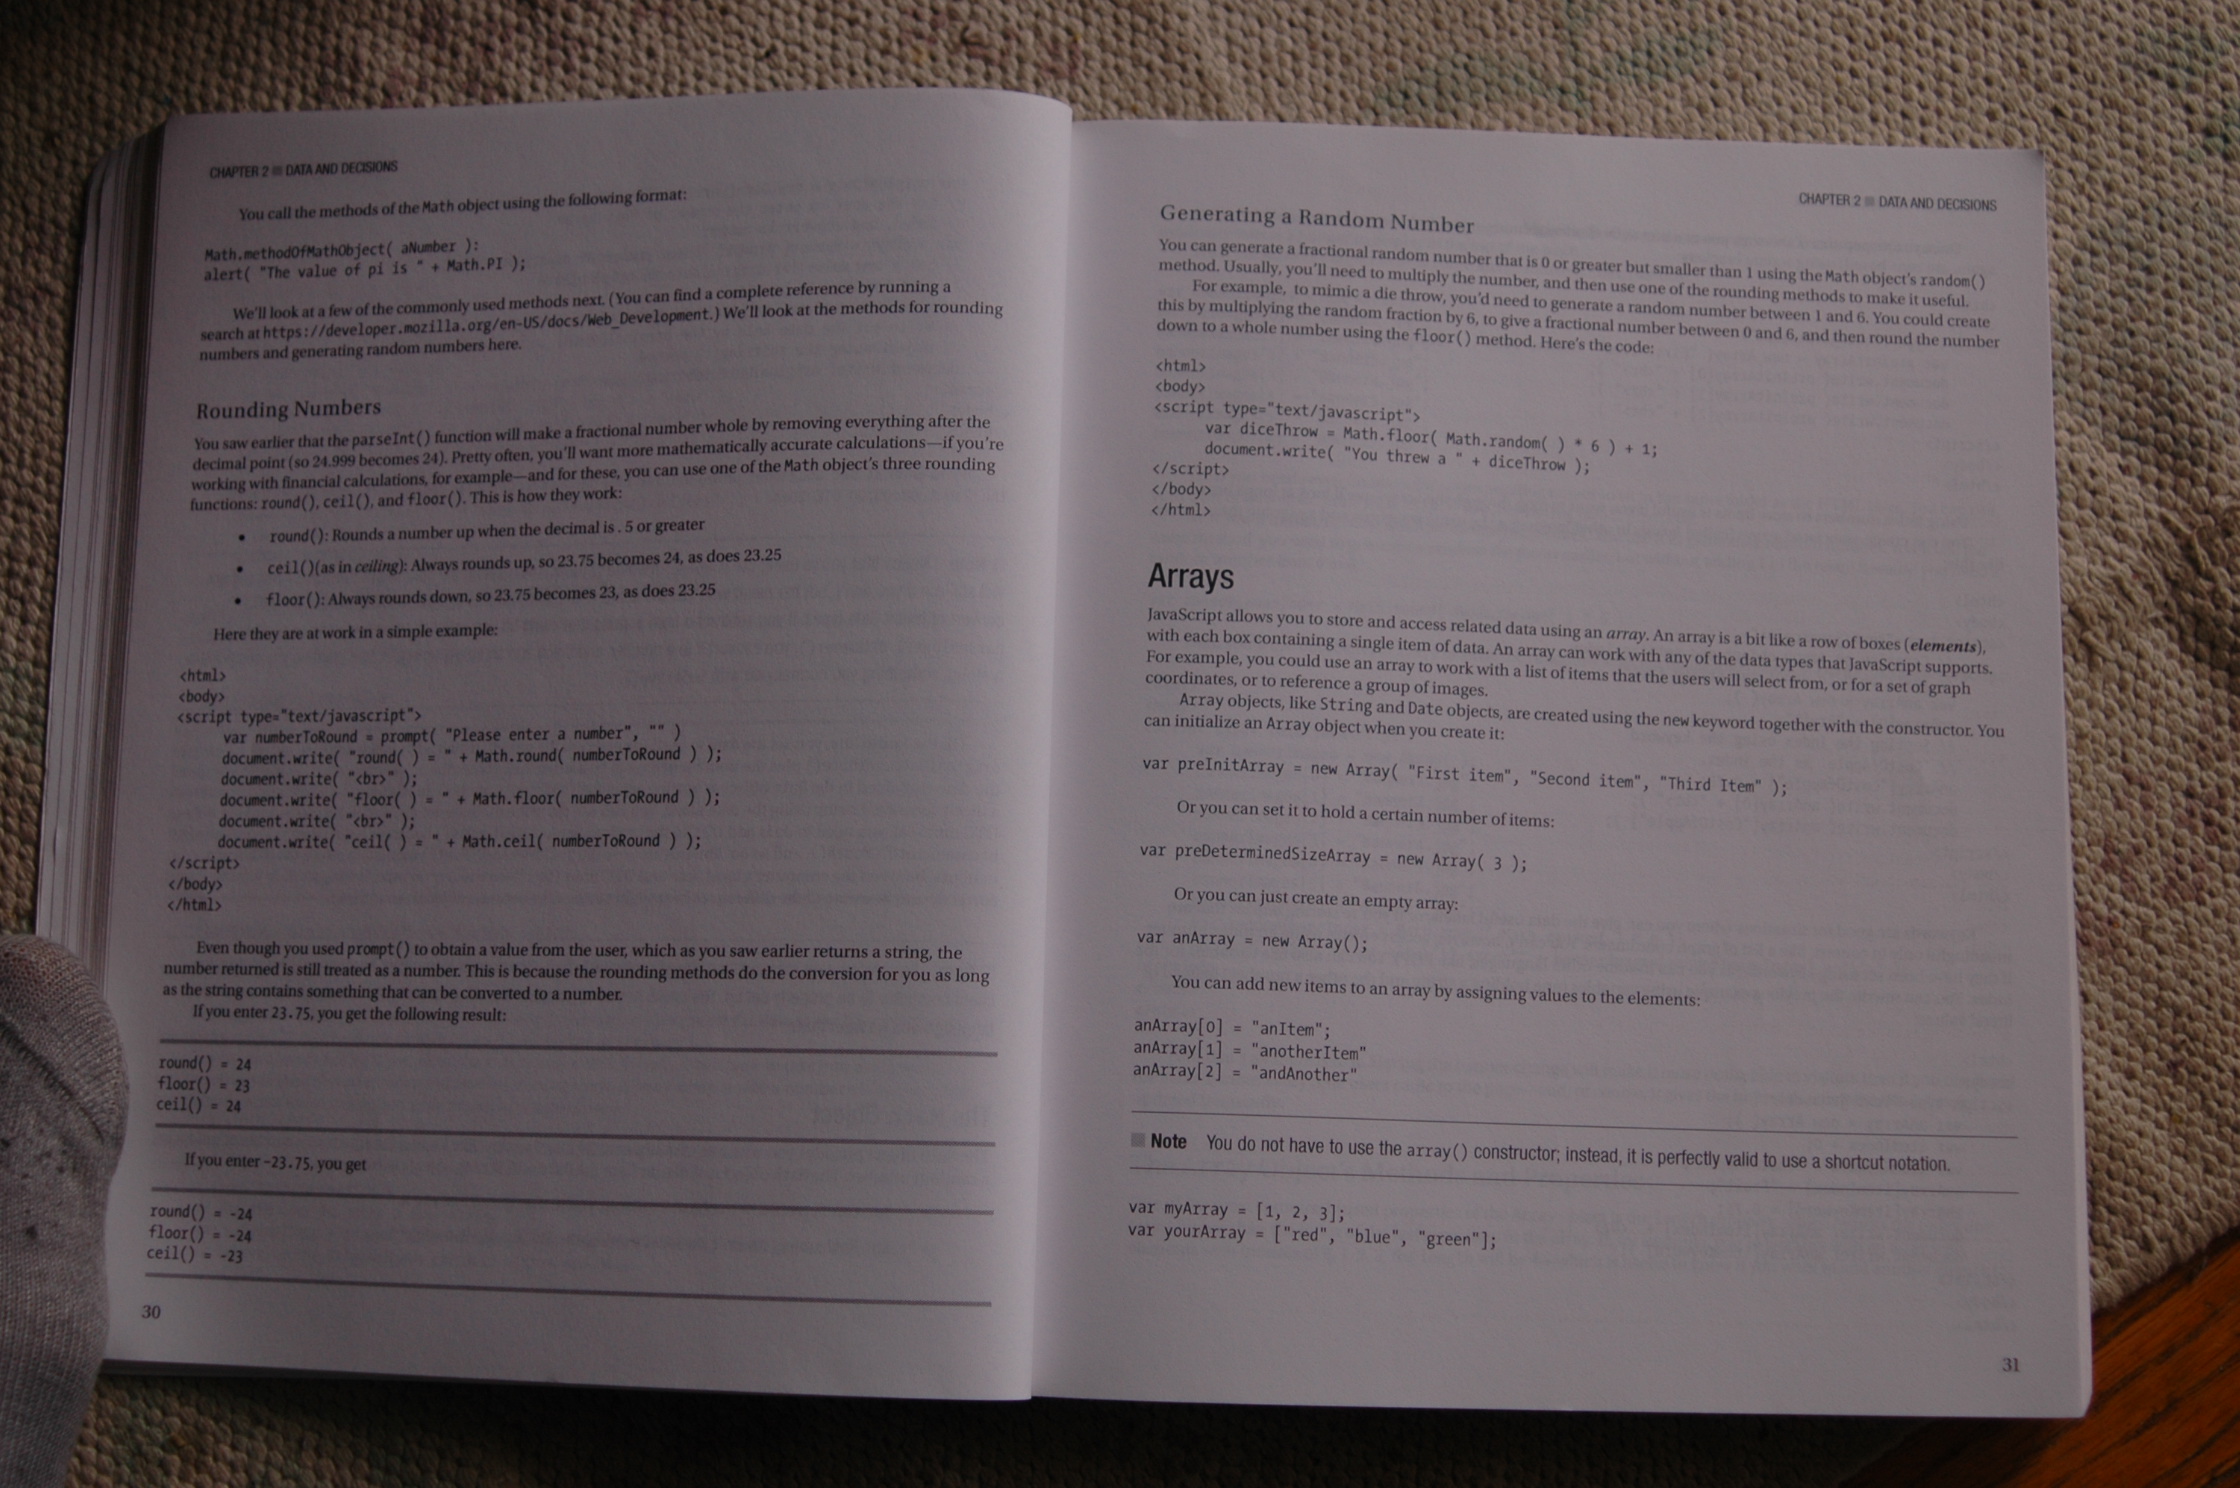 CHAPTER 2 ■ DATA AND DECISIONS
You call the methods of the Math object using the following format:
Math.methodOfMathObject( aNumber ):
alert( "The value of pi is " + Math.PI );
We'll look at a few of the commonly used methods next. (You can find a complete reference by running a
search at https://developer.mozilla.org/en-US/docs/Web_Development.) We'll look at the methods for rounding
numbers and generating random numbers here.
Rounding Numbers
You saw earlier that the parseInt() function will make a fractional number whole by removing everything after the
decimal point (so 24.999 becomes 24). Pretty often, you'll want more mathematically accurate calculations—if you're
working with financial calculations, for example—and for these, you can use one of the Math object's three rounding
functions: round(), ceil(), and floor(). This is how they work:
• round(): Rounds a number up when the decimal is .5 or greater
• ceil()(as in ceiling): Always rounds up, so 23.75 becomes 24, as does 23.25
• floor(): Always rounds down, so 23.75 becomes 23, as does 23.25
Here they are at work in a simple example:
<html>
<body>
<script type="text/javascript">
var numberToRound = prompt( "Please enter a number", "" )
document.write( "round( ) = " + Math.round( numberToRound ) );
document.write( "<br>" );
document.write( "floor( ) = " + Math.floor( numberToRound ) );
document.write( "<br>" );
document.write( "ceil( ) = " + Math.ceil( numberToRound ) );
</script>
</body>
</html>
Even though you used prompt() to obtain a value from the user, which as you saw earlier returns a string, the
number returned is still treated as a number. This is because the rounding methods do the conversion for you as long
as the string contains something that can be converted to a number.
If you enter 23.75, you get the following result:
round() = 24
floor() = 23
ceil() = 24
If you enter -23.75, you get
round() = -24
floor() = -24
ceil() = -23
30
CHAPTER 2 ■ DATA AND DECISIONS
Generating a Random Number
You can generate a fractional random number that is 0 or greater but smaller than 1 using the Math object's random()
method. Usually, you'll need to multiply the number, and then use one of the rounding methods to make it useful.
For example, to mimic a die throw, you'd need to generate a random number between 1 and 6. You could create
this by multiplying the random fraction by 6, to give a fractional number between 0 and 6, and then round the number
down to a whole number using the floor() method. Here's the code:
<html>
<body>
<script type="text/javascript">
var diceThrow = Math.floor( Math.random( ) * 6 ) + 1;
document.write( "You threw a " + diceThrow );
</script>
</body>
</html>
Arrays
JavaScript allows you to store and access related data using an array. An array is a bit like a row of boxes (elements),
with each box containing a single item of data. An array can work with any of the data types that JavaScript supports.
For example, you could use an array to work with a list of items that the users will select from, or for a set of graph
coordinates, or to reference a group of images.
Array objects, like String and Date objects, are created using the new keyword together with the constructor. You
can initialize an Array object when you create it:
var preInitArray = new Array( "First item", "Second item", "Third Item" );
Or you can set it to hold a certain number of items:
var preDeterminedSizeArray = new Array( 3 );
Or you can just create an empty array:
var anArray = new Array();
You can add new items to an array by assigning values to the elements:
anArray[0] = "anItem";
anArray[1] = "anotherItem"
anArray[2] = "andAnother"
■ Note You do not have to use the array() constructor; instead, it is perfectly valid to use a shortcut notation.
var myArray = [1, 2, 3];
var yourArray = ["red", "blue", "green"];
31